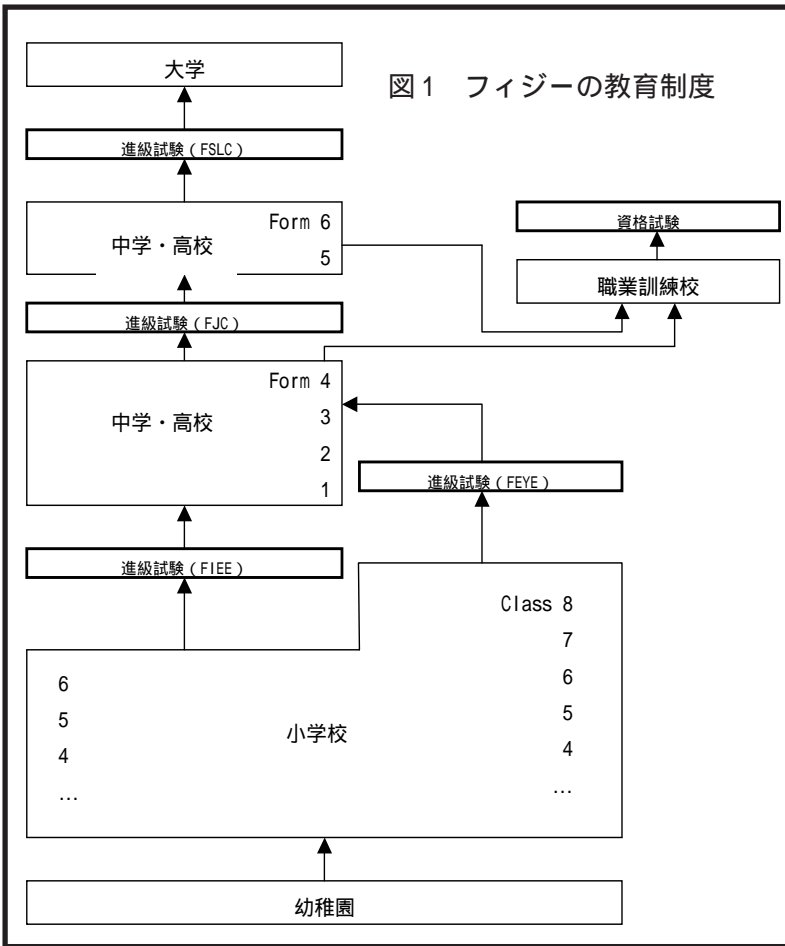 図1 フィジーの教育制度
大学
進級試験(FSLC)
中学・高校
Form 6
5
資格試験
職業訓練校
進級試験(FJC)
中学・高校
Form 4
3
2
1
進級試験(FEYE)
進級試験(FIEE)
Class 8
7
6
5
4
…
6
5
4
…
小学校
幼稚園